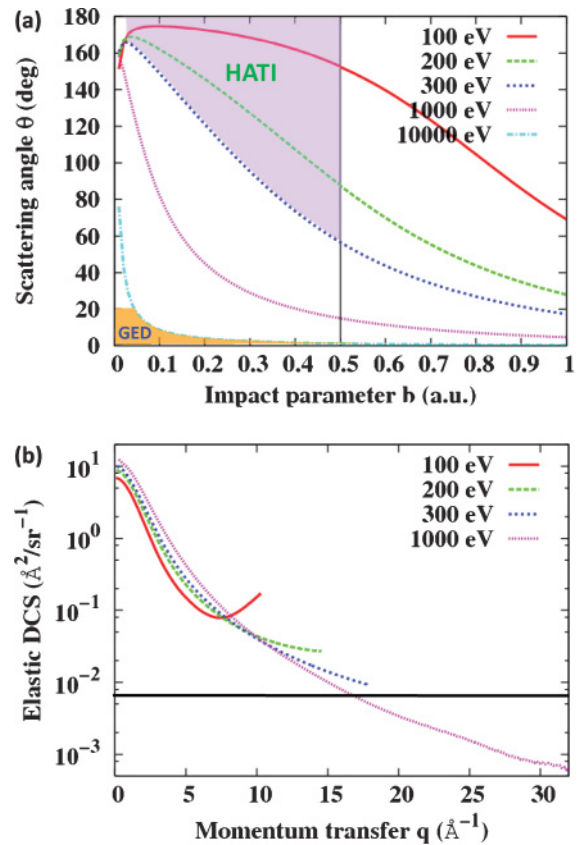 (a)
180
160
140
120
100
80
60
40
20
0
Scattering angle θ (deg)
HATI
GED
100 eV
200 eV
300 eV
1000 eV
10000 eV
0 0.1 0.2 0.3 0.4 0.5 0.6 0.7 0.8 0.9 1
Impact parameter b (a.u.)
(b)
10¹
10⁰
10⁻¹
10⁻²
10⁻³
Elastic DCS (Å²/sr⁻¹)
100 eV
200 eV
300 eV
1000 eV
0 5 10 15 20 25 30
Momentum transfer q (Å⁻¹)